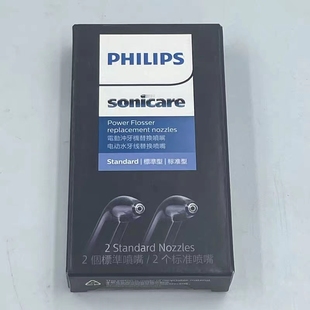 PHILIPS
sonicare
Power Flosser
replacement nozzles
電動沖牙機替換噴嘴
电动水牙线替换喷嘴
Standard | 標準型 | 标准型
2 Standard Nozzles
2 個標準噴嘴 / 2 个标准喷嘴